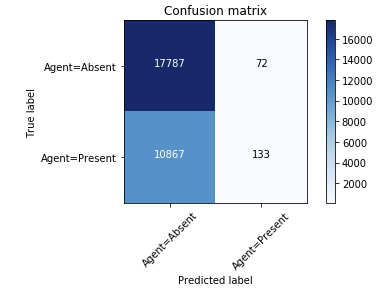 Confusion matrix
True label
Agent=Absent
17787
72
Agent=Present
10867
133
16000
14000
12000
10000
8000
6000
4000
2000
Agent=Absent
Agent=Present
Predicted label